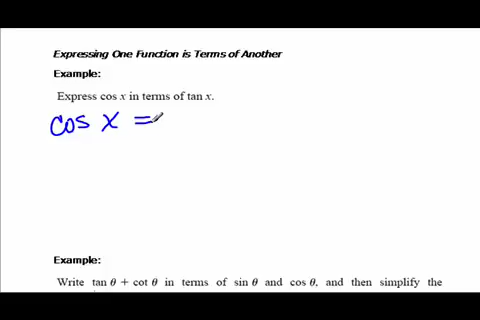 Expressing One Function is Terms of Another
Example:
Express cos x in terms of tan x.
cos x =
Example:
Write tan θ + cot θ in terms of sin θ and cos θ, and then simplify the